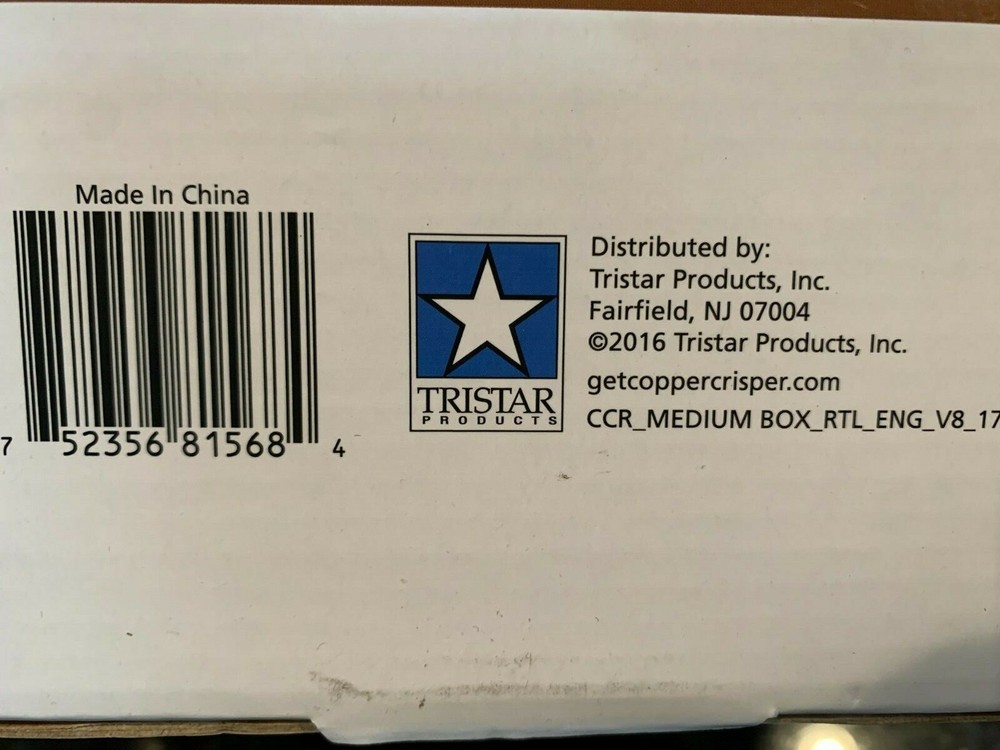 Made In China
7 52356 81568 4
TRISTAR
PRODUCTS
Distributed by:
Tristar Products, Inc.
Fairfield, NJ 07004
©2016 Tristar Products, Inc.
getcoppercrisper.com
CCR_MEDIUM BOX_RTL_ENG_V8_17